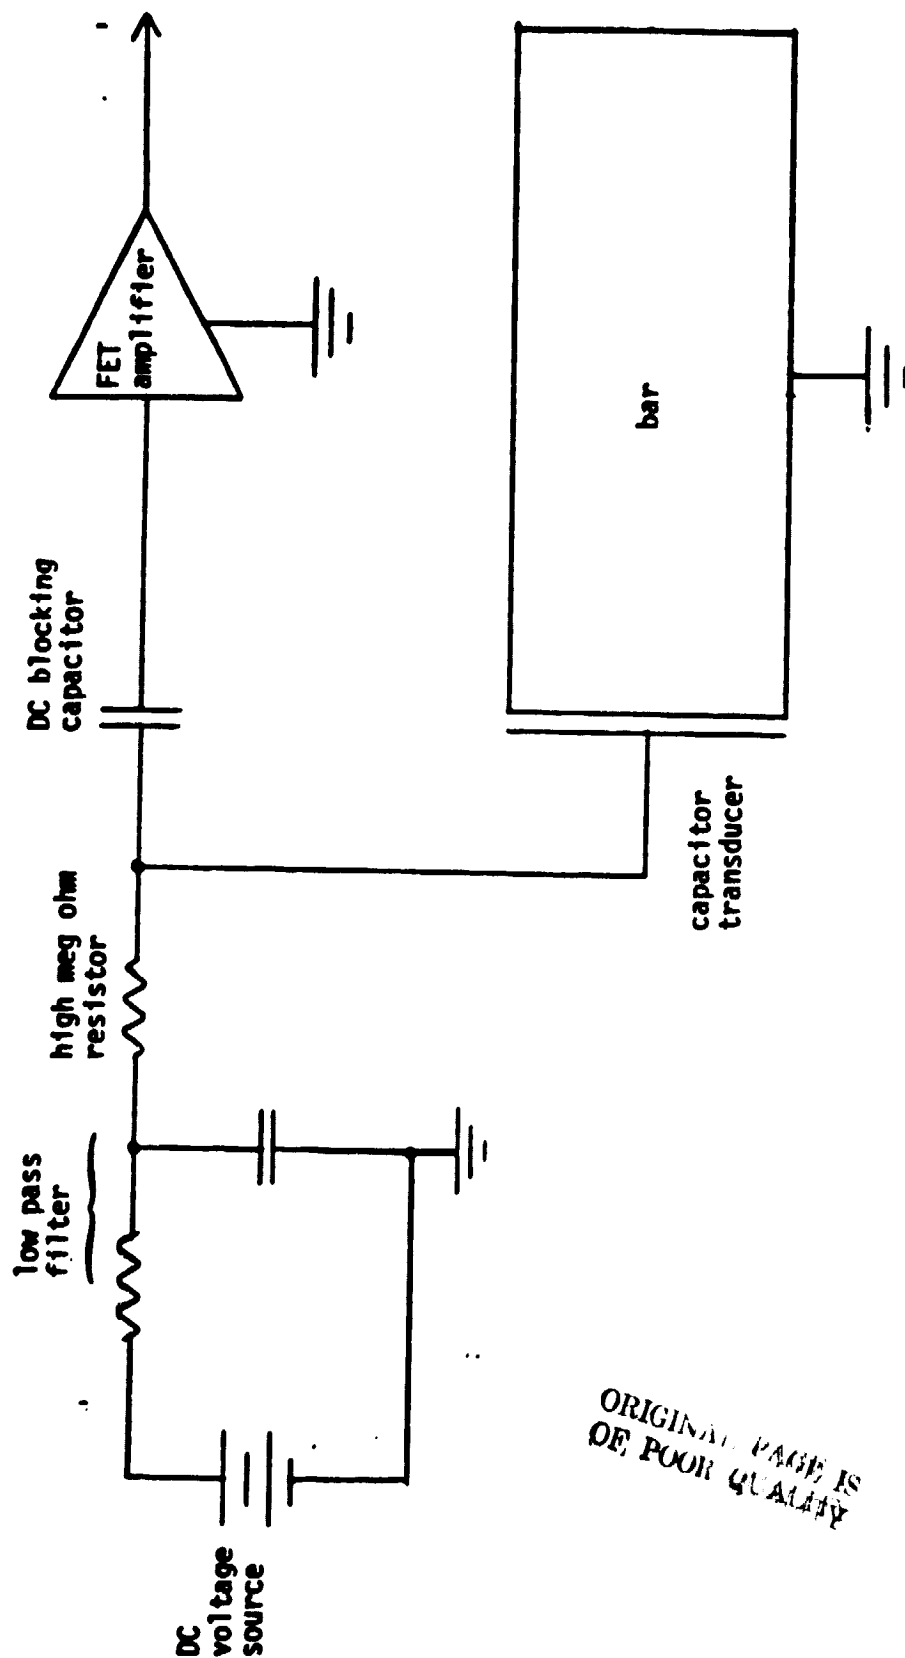 DC
voltage
source
low pass
filter
high meg ohm
resistor
DC blocking
capacitor
FET
amplifier
capacitor
transducer
bar
ORIGINAL PAGE IS
OF POOR QUALITY